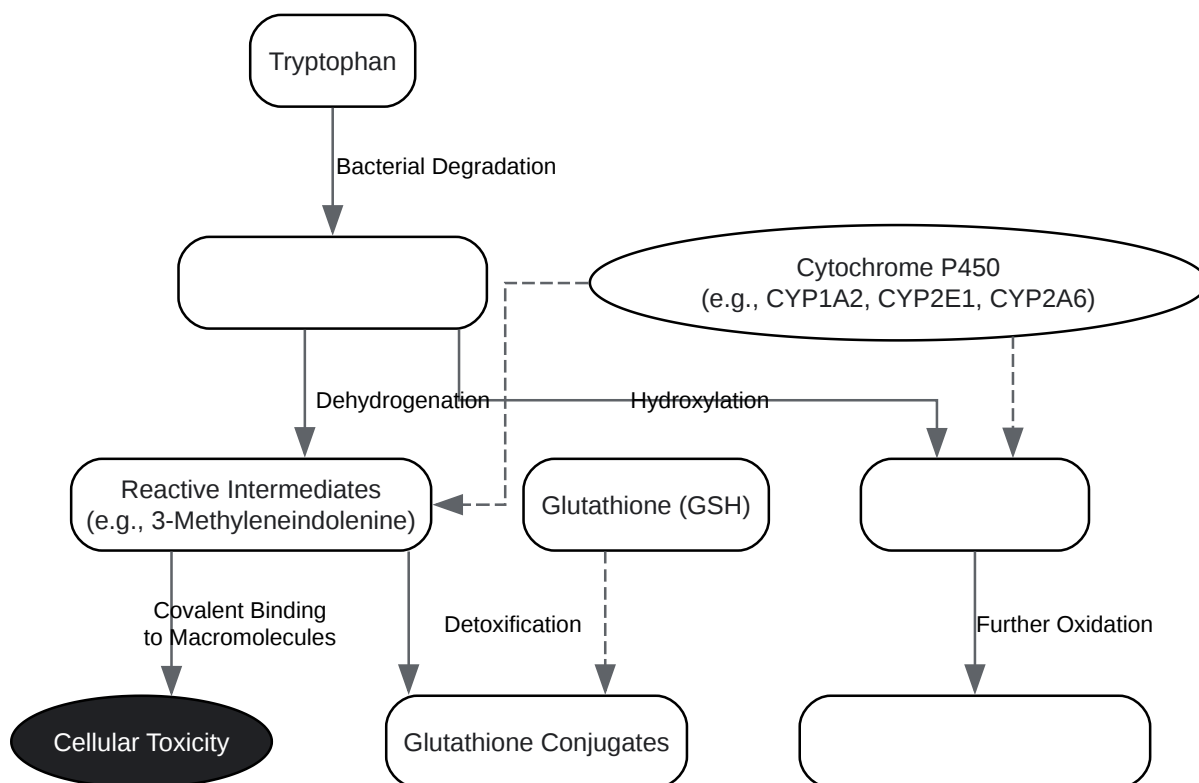 Tryptophan
Bacterial Degradation
Cytochrome P450
(e.g., CYP1A2, CYP2E1, CYP2A6)
Dehydrogenation
Hydroxylation
Reactive Intermediates
(e.g., 3-Methyleneindolenine)
Glutathione (GSH)
Covalent Binding
to Macromolecules
Detoxification
Further Oxidation
Cellular Toxicity
Glutathione Conjugates